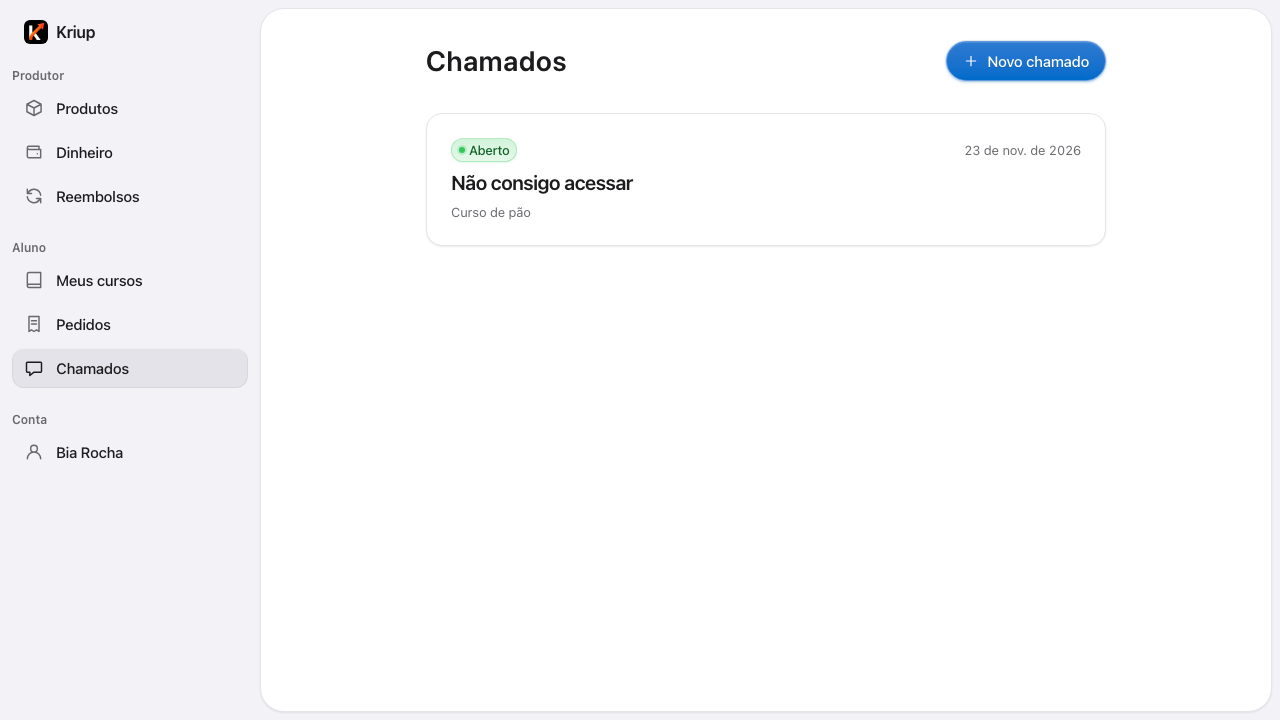 Kriup
Produtor
Produtos
Dinheiro
Reembolsos
Aluno
Meus cursos
Pedidos
Chamados
Conta
Bia Rocha
Chamados
Novo chamado
Aberto
23 de nov. de 2026
Não consigo acessar
Curso de pão